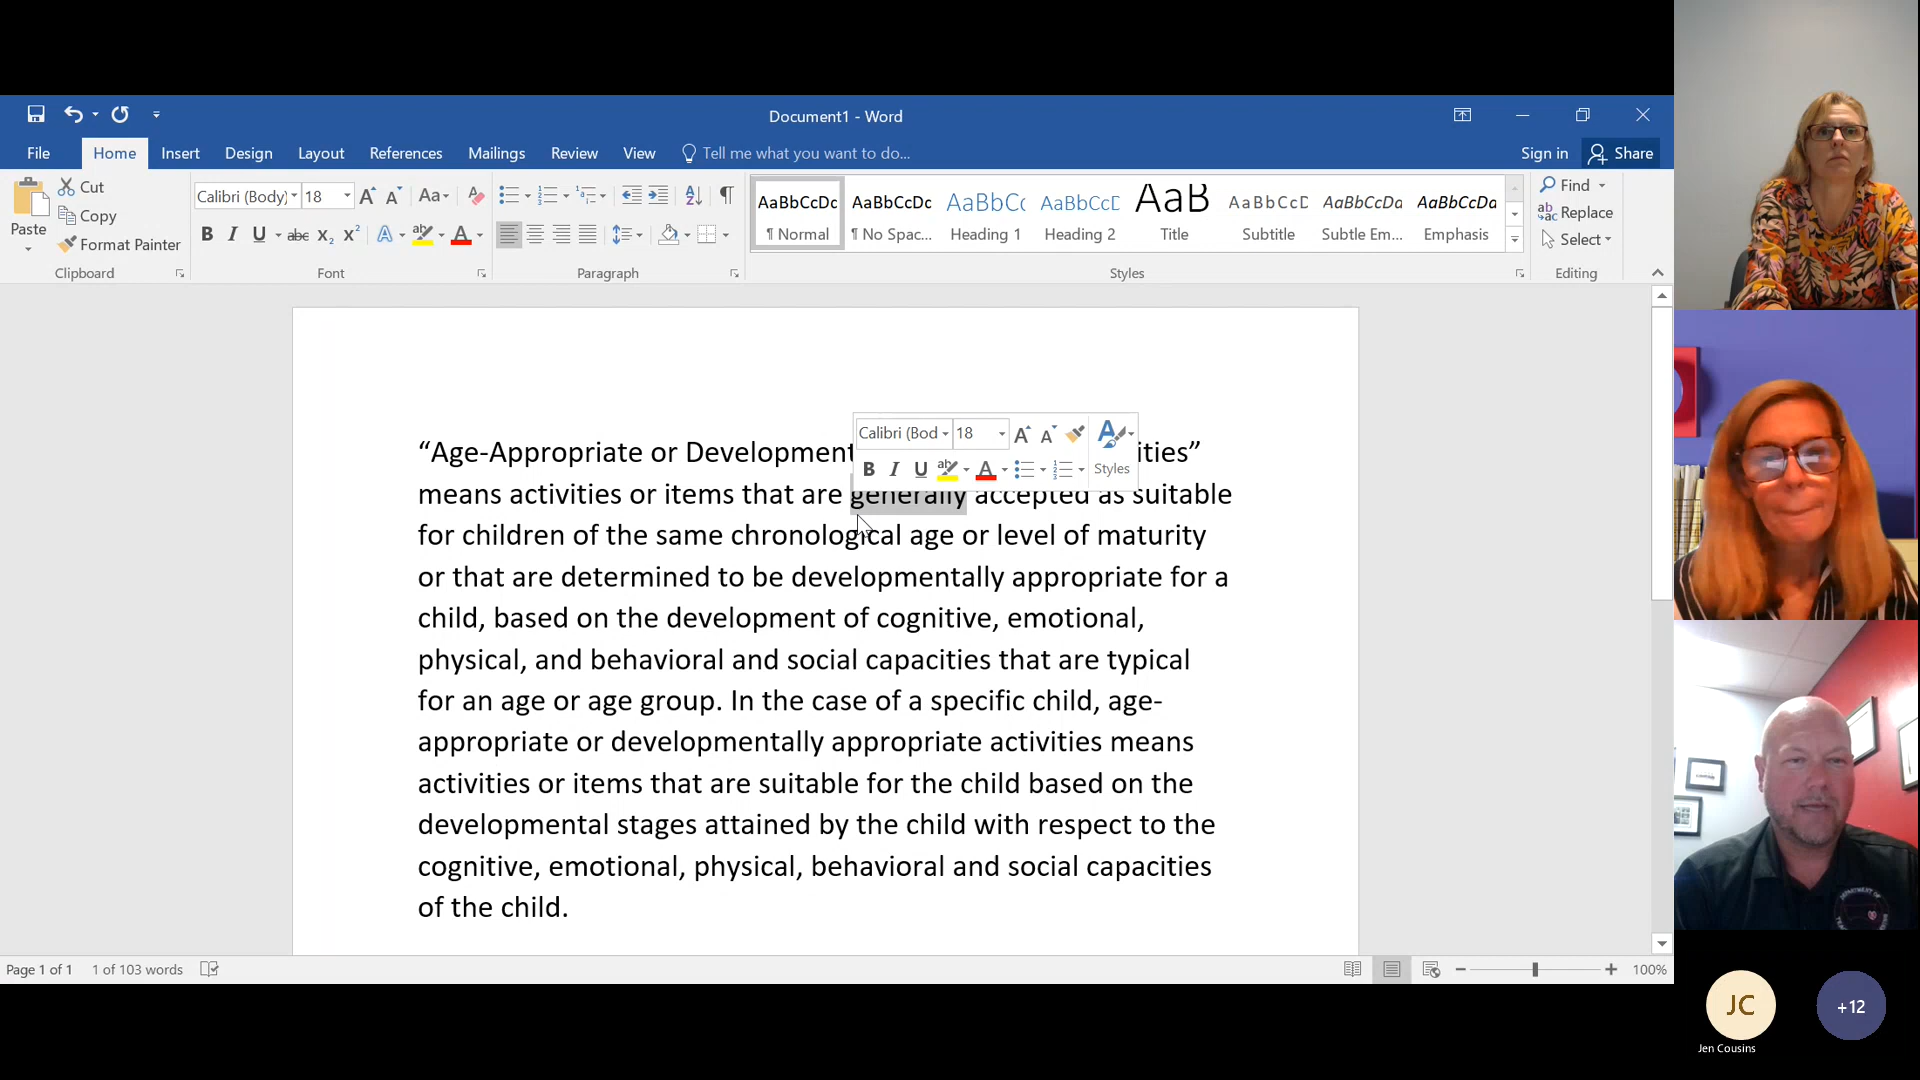 Document1 - Word
File
Home
Insert
Design
Layout
References
Mailings
Review
View
Tell me what you want to do...
Sign in
Share
Paste
Cut
Copy
Format Painter
Clipboard
Calibri (Body)
18
Aa
B I U abc X₂ X² A ab A
Font
Paragraph
AaBbCcDc
¶ Normal
AaBbCcDc
¶ No Spac...
AaBbCc
Heading 1
AaBbCcC
Heading 2
AaB
Title
AaBbCcC
Subtitle
AaBbCcDa
Subtle Em...
AaBbCcDa
Emphasis
Styles
Find
Replace
Select
Editing
Calibri (Bod
18
B I U
Styles
“Age-Appropriate or Development ities”
means activities or items that are generally accepted as suitable
for children of the same chronological age or level of maturity
or that are determined to be developmentally appropriate for a
child, based on the development of cognitive, emotional,
physical, and behavioral and social capacities that are typical
for an age or age group. In the case of a specific child, age-
appropriate or developmentally appropriate activities means
activities or items that are suitable for the child based on the
developmental stages attained by the child with respect to the
cognitive, emotional, physical, behavioral and social capacities
of the child.
Page 1 of 1
1 of 103 words
100%
JC
Jen Cousins
+12